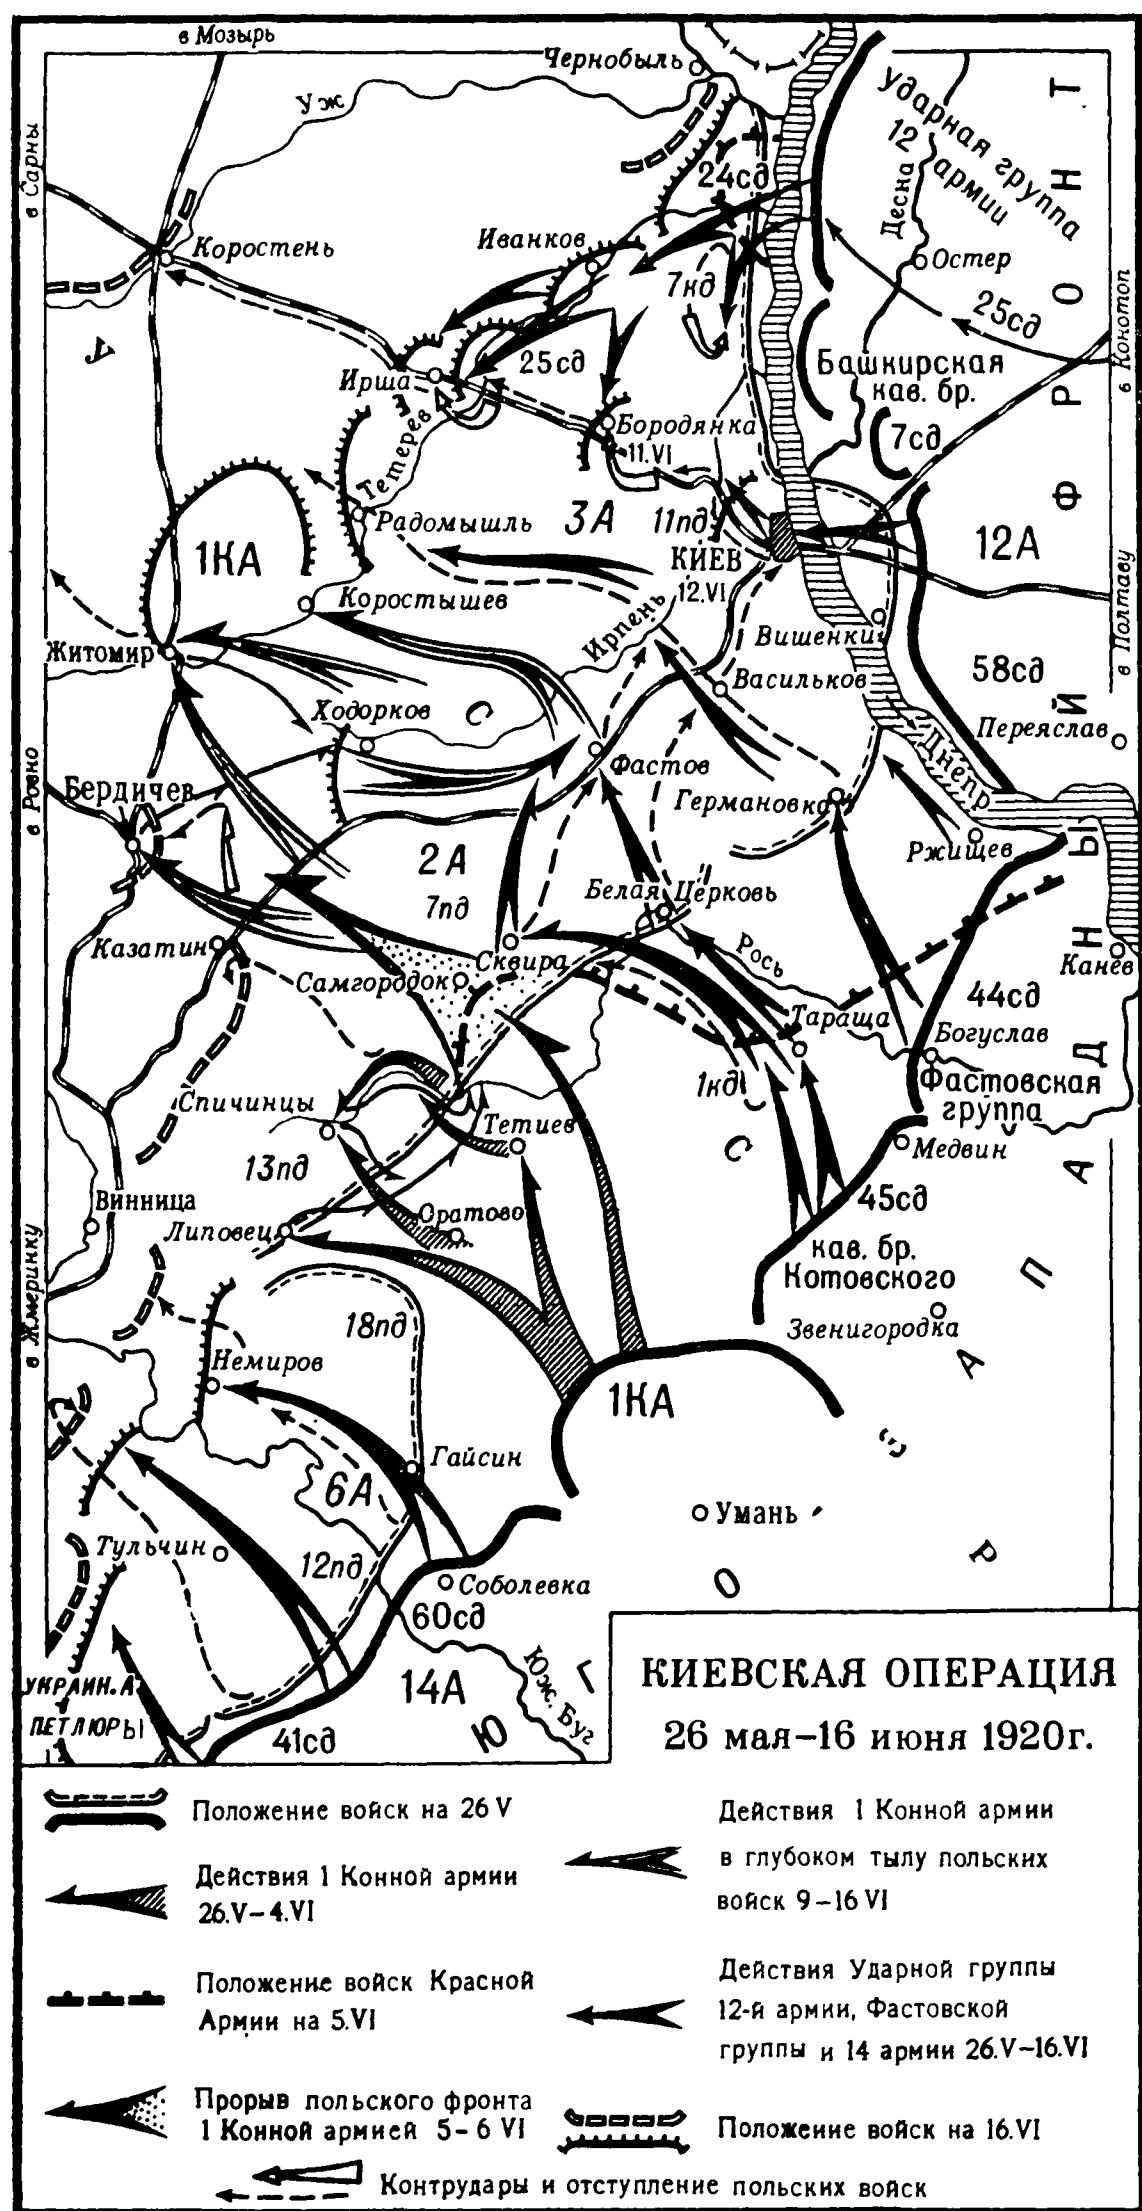 в Мозырь
Чернобыль
Уж
Ударная группа
12 армии
в Сарны
24сд
Десна
Коростень
Иванков
Остер
7кд
25сд
в Конотоп
25сд
Башкирская
кав. бр.
Ирша
Тетерев
Бородянка
11.VI
7сд
Радомышль
3А
11пд
12А
1КА
КИЕВ
12.VI
Коростышев
Ирпень
Вишенки
в Полтаву
Житомир
Васильков
58сд
Ходорков
Переяслав
Фастов
Днепр
в Ровно
Бердичев
Германовка
Ржищев
2А
7пд
Белая Церковь
Казатин
Сквира
Рось
Канев
Самгородок
44сд
Тараща
Богуслав
1кд
Фастовская
группа
Спичинцы
Тетиев
Медвин
13пд
45сд
Винница
Липовец
Оратово
кав. бр.
Котовского
в Жмеринку
18пд
Звенигородка
Немиров
1КА
Гайсин
6А
Умань
Тульчин
12пд
Соболевка
60сд
УКРАИН. А.
ПЕТЛЮРЫ
14А
Юж. Буг
41сд
ЮГО-ЗАПАДНЫЙ ФРОНТ
У С С Р
КИЕВСКАЯ ОПЕРАЦИЯ
26 мая–16 июня 1920г.
Положение войск на 26 V
Действия 1 Конной армии
26.V–4.VI
Положение войск Красной
Армии на 5.VI
Прорыв польского фронта
1 Конной армией 5–6 VI
Действия 1 Конной армии
в глубоком тылу польских
войск 9–16 VI
Действия Ударной группы
12-й армии, Фастовской
группы и 14 армии 26.V–16.VI
Положение войск на 16.VI
Контрудары и отступление польских войск